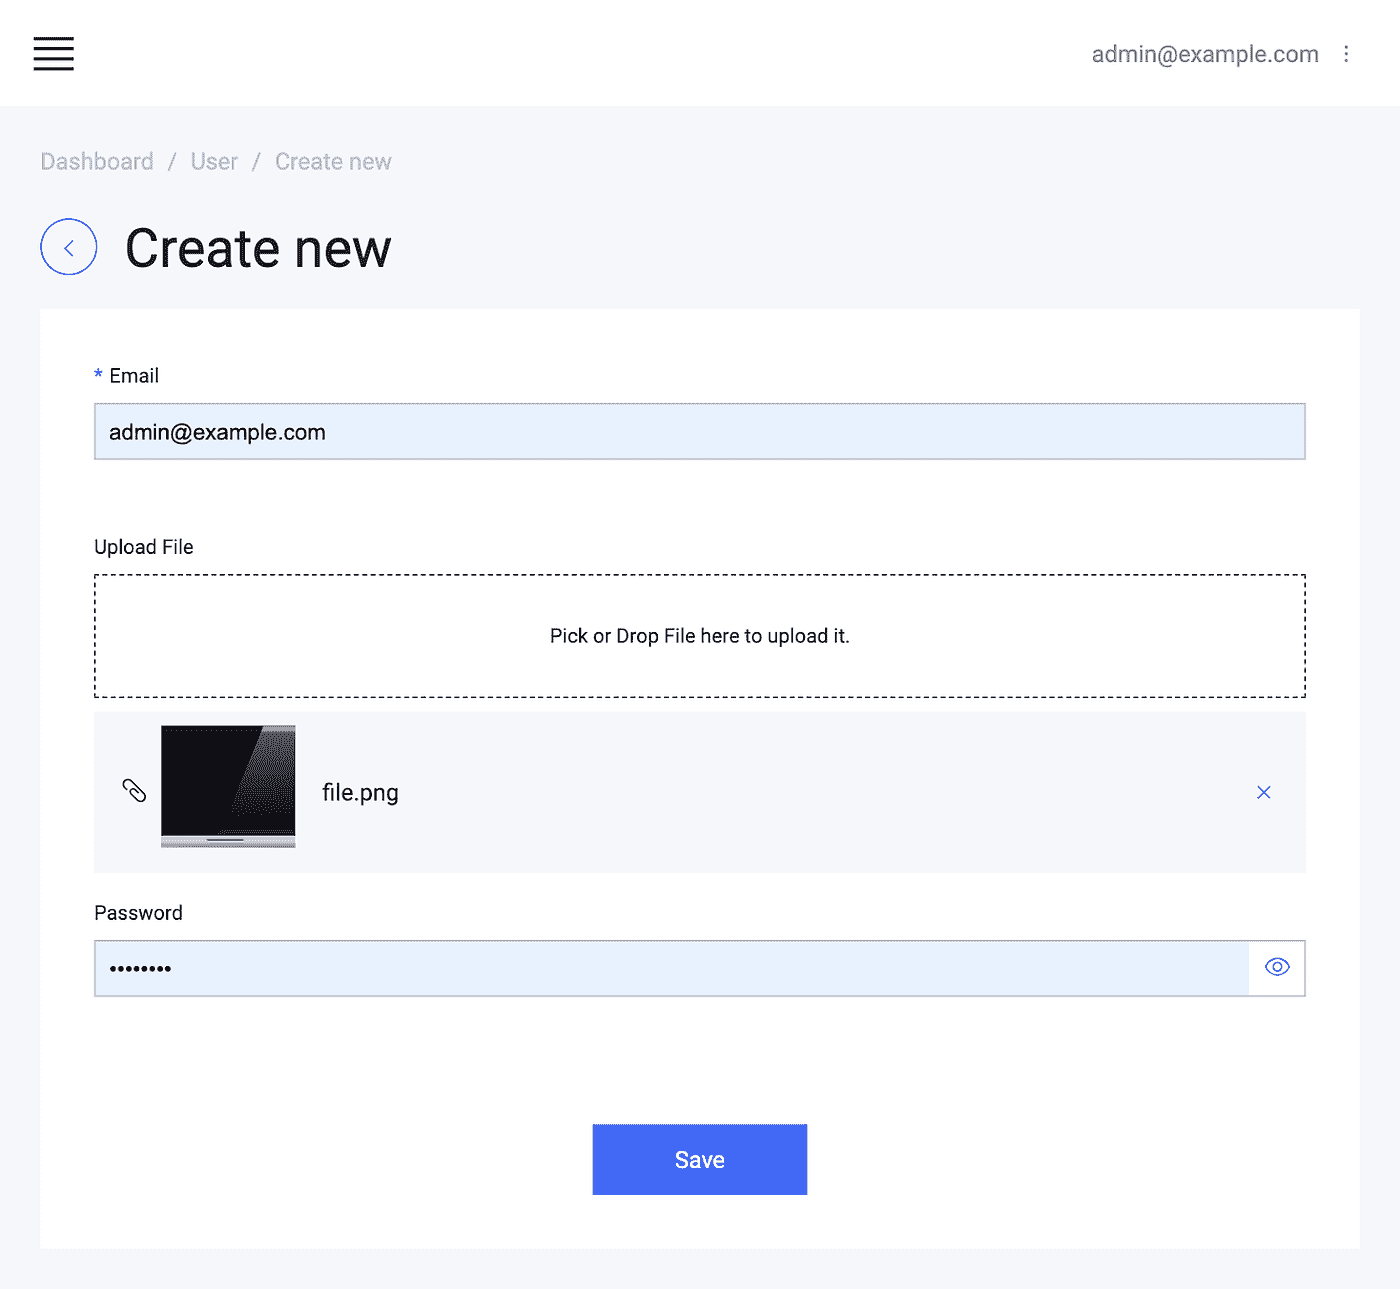 admin@example.com
Dashboard / User / Create new
Create new
* Email
admin@example.com
Upload File
Pick or Drop File here to upload it.
file.png
Password
••••••••
Save